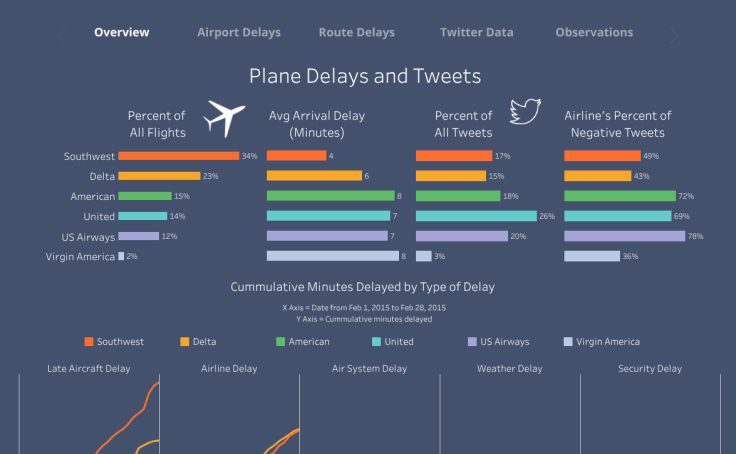 Overview Airport Delays Route Delays Twitter Data Observations
Plane Delays and Tweets
Percent of
All Flights
Avg Arrival Delay
(Minutes)
Percent of
All Tweets
Airline's Percent of
Negative Tweets
Southwest 34% 4 17% 49%
Delta 23% 6 15% 43%
American 15% 8 18% 72%
United 14% 7 26% 69%
US Airways 12% 7 20% 78%
Virgin America 2% 8 3% 36%
Cummulative Minutes Delayed by Type of Delay
X Axis = Date from Feb 1, 2015 to Feb 28, 2015
Y Axis = Cummulative minutes delayed
Southwest Delta American United US Airways Virgin America
Late Aircraft Delay Airline Delay Air System Delay Weather Delay Security Delay